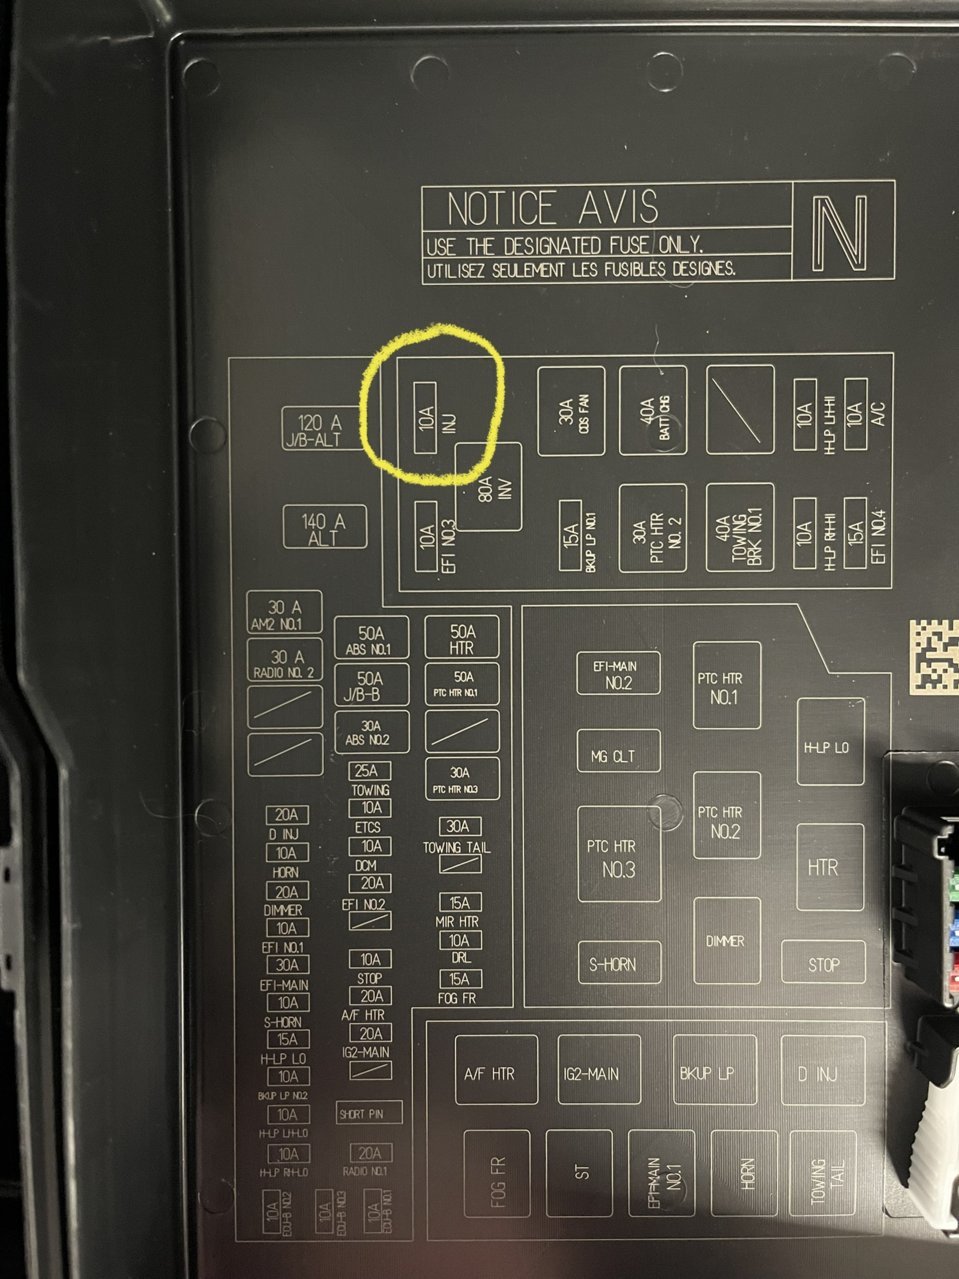 NOTICE AVIS
USE THE DESIGNATED FUSE ONLY.
UTILISEZ SEULEMENT LES FUSIBLES DESIGNES.
N
120 A
J/B-ALT
140 A
ALT
10A
INJ
80A
INV
10A
EFI NO.3
30A
CDS FAN
40A
BATT CHG
10A
H-LP LH-HI
10A
A/C
15A
BKUP LP NO.1
30A
PTC HTR
NO. 2
40A
TOWING
BRK NO.1
10A
H-LP RH-HI
15A
EFI NO.4
30 A
AM2 NO.1
30 A
RADIO NO. 2
20A
D INJ
10A
HORN
20A
DIMMER
10A
EFI NO.1
30A
EFI-MAIN
10A
S-HORN
15A
H-LP LO
10A
BKUP LP NO.2
10A
H-LP LH-LO
10A
H-LP RH-LO
10A
ECU-B NO.2
10A
ECU-B NO.3
10A
ECU-B NO.1
50A
ABS NO.1
50A
J/B-B
30A
ABS NO.2
25A
TOWING
10A
ETCS
10A
DCM
20A
EFI NO.2
10A
STOP
20A
A/F HTR
20A
IG2-MAIN
SHORT PIN
20A
RADIO NO.1
50A
HTR
50A
PTC HTR NO.1
30A
PTC HTR NO.3
30A
TOWING TAIL
15A
MIR HTR
10A
DRL
15A
FOG FR
EFI-MAIN
NO.2
PTC HTR
NO.1
H-LP LO
MG CLT
PTC HTR
NO.2
PTC HTR
NO.3
HTR
DIMMER
S-HORN
STOP
A/F HTR
IG2-MAIN
BKUP LP
D INJ
FOG FR
ST
EFI-MAIN
NO.1
HORN
TOWING
TAIL